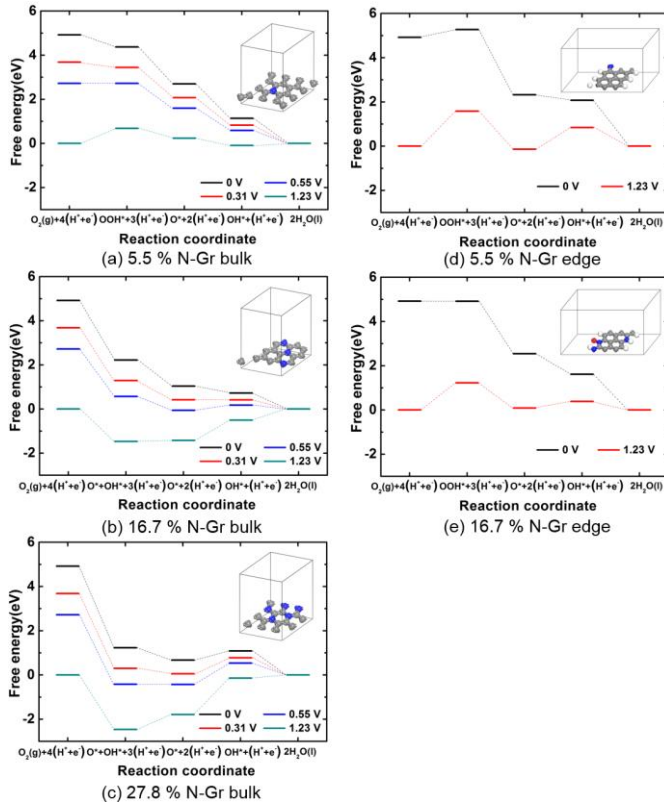 Free energy(eV)
6
4
2
0
-2
0 V 0.55 V
0.31 V 1.23 V
O₂(g)+4(H⁺+e⁻) OOH*+3(H⁺+e⁻) O*+2(H⁺+e⁻) OH*+(H⁺+e⁻) 2H₂O(l)
Reaction coordinate
(a) 5.5 % N-Gr bulk
Free energy(eV)
6
4
2
0
-2
0 V 0.55 V
0.31 V 1.23 V
O₂(g)+4(H⁺+e⁻) O*+OH*+3(H⁺+e⁻) O*+2(H⁺+e⁻) OH*+(H⁺+e⁻) 2H₂O(l)
Reaction coordinate
(b) 16.7 % N-Gr bulk
Free energy(eV)
6
4
2
0
-2
0 V 0.55 V
0.31 V 1.23 V
O₂(g)+4(H⁺+e⁻) O*+OH*+3(H⁺+e⁻) O*+2(H⁺+e⁻) OH*+(H⁺+e⁻) 2H₂O(l)
Reaction coordinate
(c) 27.8 % N-Gr bulk
Free energy(eV)
6
4
2
0
-2
0 V 1.23 V
O₂(g)+4(H⁺+e⁻) OOH*+3(H⁺+e⁻) O*+2(H⁺+e⁻) OH*+(H⁺+e⁻) 2H₂O(l)
Reaction coordinate
(d) 5.5 % N-Gr edge
Free energy(eV)
6
4
2
0
-2
0 V 1.23 V
O₂(g)+4(H⁺+e⁻) OOH*+3(H⁺+e⁻) O*+2(H⁺+e⁻) OH*+(H⁺+e⁻) 2H₂O(l)
Reaction coordinate
(e) 16.7 % N-Gr edge